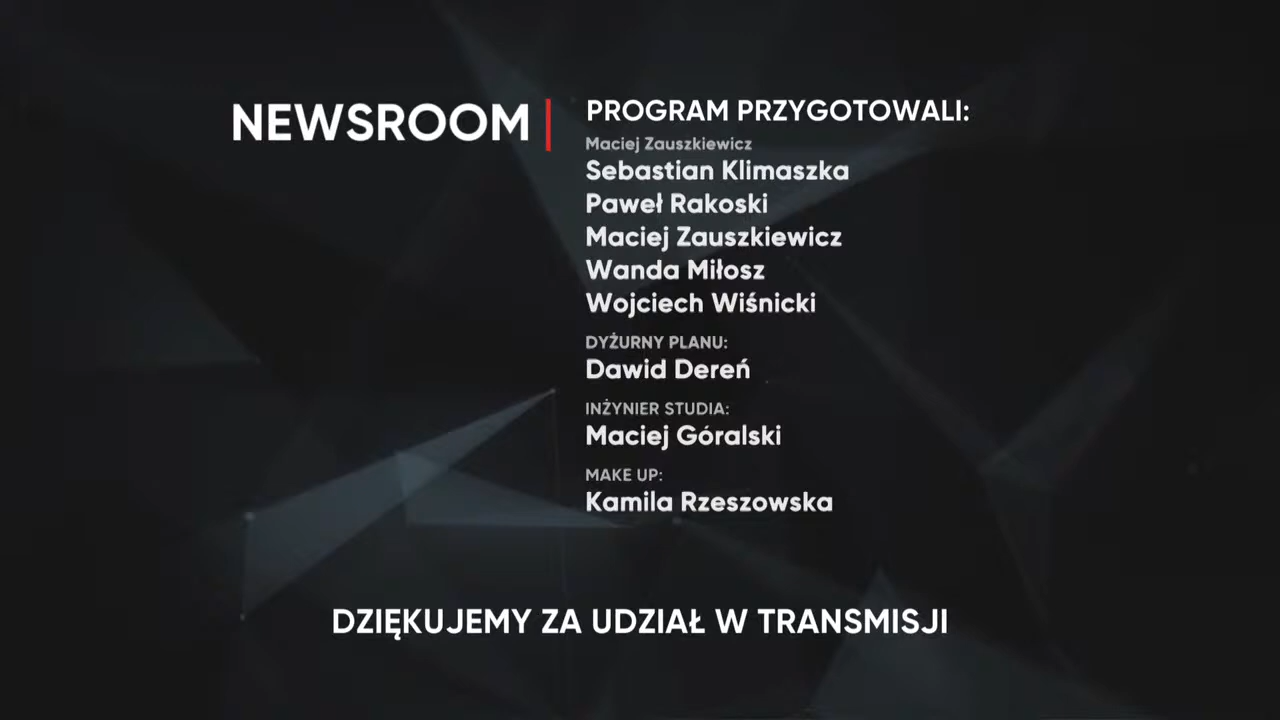 NEWSROOM
PROGRAM PRZYGOTOWALI:
Maciej Zauszkiewicz
Sebastian Klimaszka
Paweł Rakoski
Maciej Zauszkiewicz
Wanda Miłosz
Wojciech Wiśnicki
DYŻURNY PLANU:
Dawid Dereń
INŻYNIER STUDIA:
Maciej Góralski
MAKE UP:
Kamila Rzeszowska
DZIĘKUJEMY ZA UDZIAŁ W TRANSMISJI